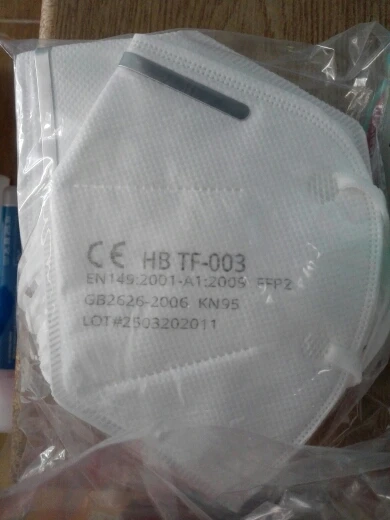 CE HB TF-003
EN149:2001-A1:2009 FFP2
GB2626-2006 KN95
LOT#2503202011